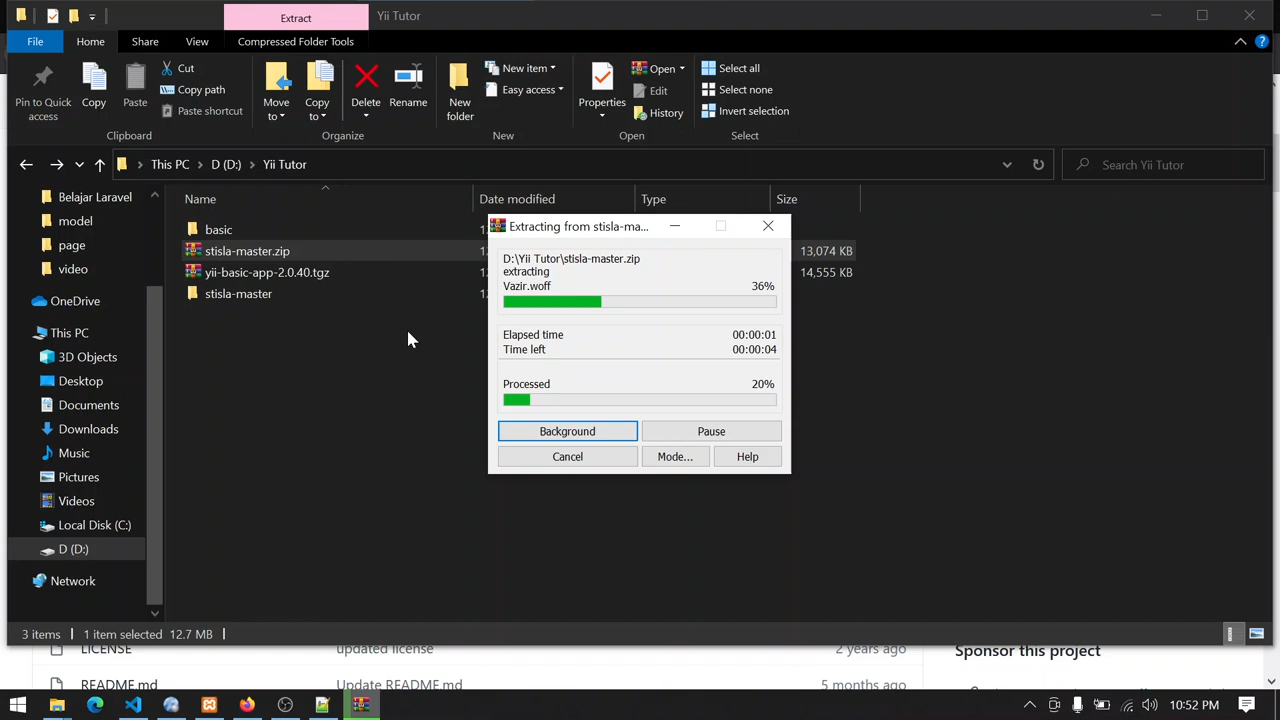 Extract
Yii Tutor
File
Home
Share
View
Compressed Folder Tools
Pin to Quick access
Copy
Paste
Cut
Copy path
Paste shortcut
Move to
Copy to
Delete
Rename
New folder
New item
Easy access
Properties
Open
Edit
History
Select all
Select none
Invert selection
Clipboard
Organize
New
Open
Select
This PC
D (D:)
Yii Tutor
Search Yii Tutor
Belajar Laravel
model
page
video
OneDrive
This PC
3D Objects
Desktop
Documents
Downloads
Music
Pictures
Videos
Local Disk (C:)
D (D:)
Network
Name
Date modified
Type
Size
basic
stisla-master.zip
13,074 KB
yii-basic-app-2.0.40.tgz
14,555 KB
stisla-master
Extracting from stisla-ma...
D:\Yii Tutor\stisla-master.zip
extracting
Vazir.woff
36%
Elapsed time
00:00:01
Time left
00:00:04
Processed
20%
Background
Pause
Cancel
Mode...
Help
3 items
1 item selected
12.7 MB
LICENSE
updated license
2 years ago
Sponsor this project
README.md
Update README.md
5 months ago
10:52 PM